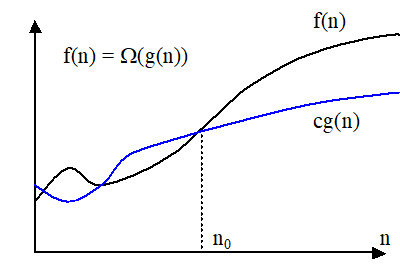 f(n)
f(n) = Ω(g(n))
cg(n)
n₀
n